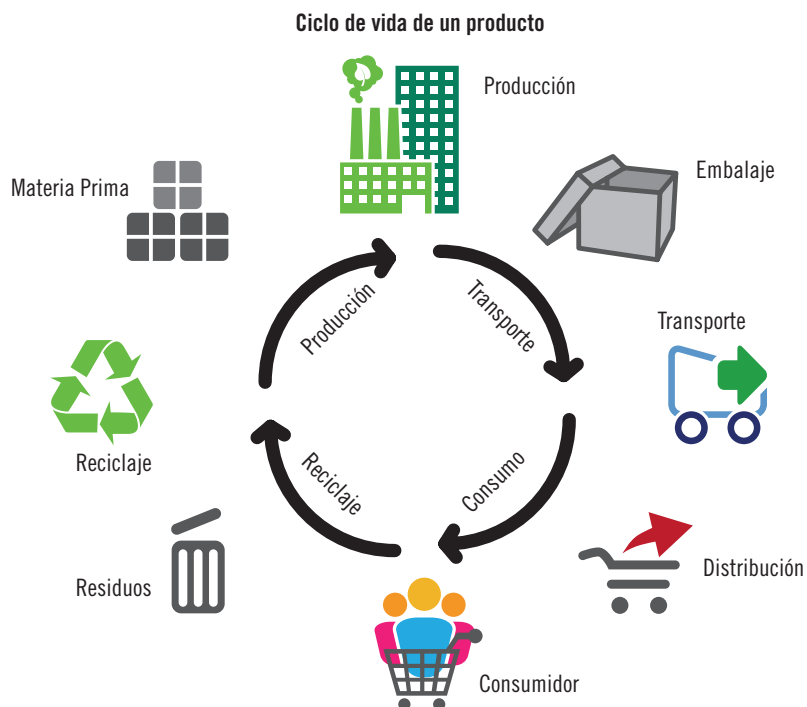 Ciclo de vida de un producto
Producción
Embalaje
Materia Prima
Producción
Transporte
Transporte
Reciclaje
Reciclaje
Consumo
Distribución
Residuos
Consumidor